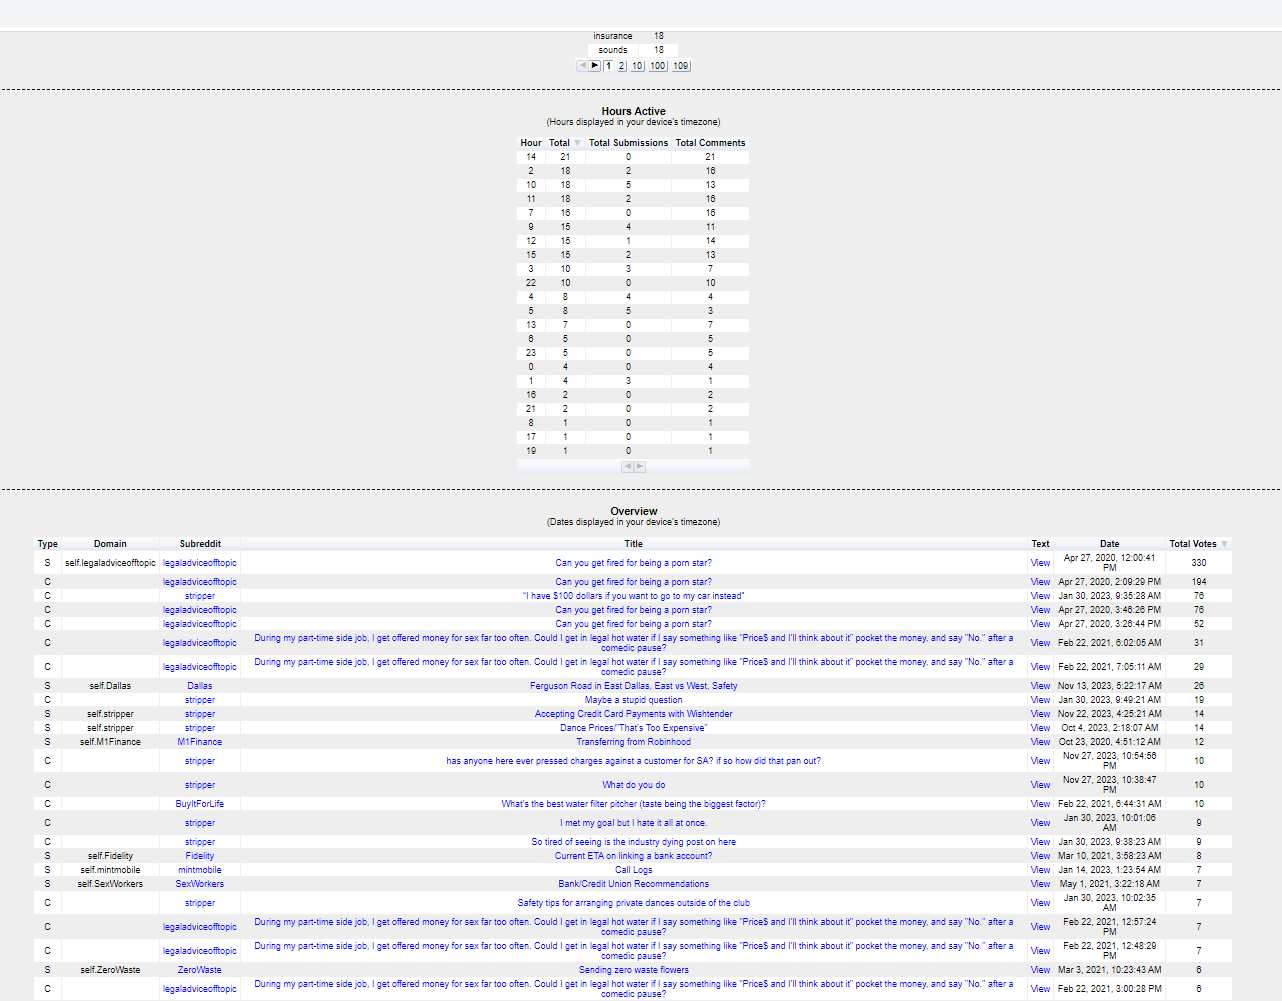 insurance 18
sounds 18
◄ ► 1 2 10 100 109
Hours Active
(Hours displayed in your device's timezone)
Hour Total ▼ Total Submissions Total Comments
14 21 0 21
2 18 2 16
10 18 5 13
11 18 2 16
7 16 0 16
9 15 4 11
12 15 1 14
15 15 2 13
3 10 3 7
22 10 0 10
4 8 4 4
5 8 5 3
13 7 0 7
6 5 0 5
23 5 0 5
0 4 0 4
1 4 3 1
16 2 0 2
21 2 0 2
8 1 0 1
17 1 0 1
19 1 0 1
◄ ►
Overview
(Dates displayed in your device's timezone)
Type Domain Subreddit Title Text Date Total Votes ▼
S self.legaladviceofftopic legaladviceofftopic Can you get fired for being a porn star? View Apr 27, 2020, 12:00:41 PM 330
C legaladviceofftopic Can you get fired for being a porn star? View Apr 27, 2020, 2:09:29 PM 194
C stripper "I have $100 dollars if you want to go to my car instead" View Jan 30, 2023, 9:35:28 AM 76
C legaladviceofftopic Can you get fired for being a porn star? View Apr 27, 2020, 3:46:26 PM 76
C legaladviceofftopic Can you get fired for being a porn star? View Apr 27, 2020, 3:26:44 PM 52
C legaladviceofftopic During my part-time side job, I get offered money for sex far too often. Could I get in legal hot water if I say something like "Price$ and I'll think about it" pocket the money, and say "No." after a comedic pause? View Feb 22, 2021, 6:02:05 AM 31
C legaladviceofftopic During my part-time side job, I get offered money for sex far too often. Could I get in legal hot water if I say something like "Price$ and I'll think about it" pocket the money, and say "No." after a comedic pause? View Feb 22, 2021, 7:05:11 AM 29
S self.Dallas Dallas Ferguson Road in East Dallas, East vs West, Safety View Nov 13, 2023, 5:22:17 AM 26
C stripper Maybe a stupid question View Jan 30, 2023, 9:49:21 AM 19
S self.stripper stripper Accepting Credit Card Payments with Wishtender View Nov 22, 2023, 4:25:21 AM 14
S self.stripper stripper Dance Prices/"That's Too Expensive" View Oct 4, 2023, 2:18:07 AM 14
S self.M1Finance M1Finance Transferring from Robinhood View Oct 23, 2020, 4:51:12 AM 12
C stripper has anyone here ever pressed charges against a customer for SA? if so how did that pan out? View Nov 27, 2023, 10:54:56 PM 10
C stripper What do you do View Nov 27, 2023, 10:38:47 PM 10
C BuyItForLife What's the best water filter pitcher (taste being the biggest factor)? View Feb 22, 2021, 6:44:31 AM 10
C stripper I met my goal but I hate it all at once. View Jan 30, 2023, 10:01:06 AM 9
C stripper So tired of seeing is the industry dying post on here View Jan 30, 2023, 9:38:23 AM 9
S self.Fidelity Fidelity Current ETA on linking a bank account? View Mar 10, 2021, 3:58:23 AM 8
S self.mintmobile mintmobile Call Logs View Jan 14, 2023, 1:23:54 AM 7
S self.SexWorkers SexWorkers Bank/Credit Union Recommendations View May 1, 2021, 3:22:18 AM 7
C stripper Safety tips for arranging private dances outside of the club View Jan 30, 2023, 10:02:35 AM 7
C legaladviceofftopic During my part-time side job, I get offered money for sex far too often. Could I get in legal hot water if I say something like "Price$ and I'll think about it" pocket the money, and say "No." after a comedic pause? View Feb 22, 2021, 12:57:24 PM 7
C legaladviceofftopic During my part-time side job, I get offered money for sex far too often. Could I get in legal hot water if I say something like "Price$ and I'll think about it" pocket the money, and say "No." after a comedic pause? View Feb 22, 2021, 12:48:29 PM 7
S self.ZeroWaste ZeroWaste Sending zero waste flowers View Mar 3, 2021, 10:23:43 AM 6
C legaladviceofftopic During my part-time side job, I get offered money for sex far too often. Could I get in legal hot water if I say something like "Price$ and I'll think about it" pocket the money, and say "No." after a comedic pause? View Feb 22, 2021, 3:00:28 PM 6